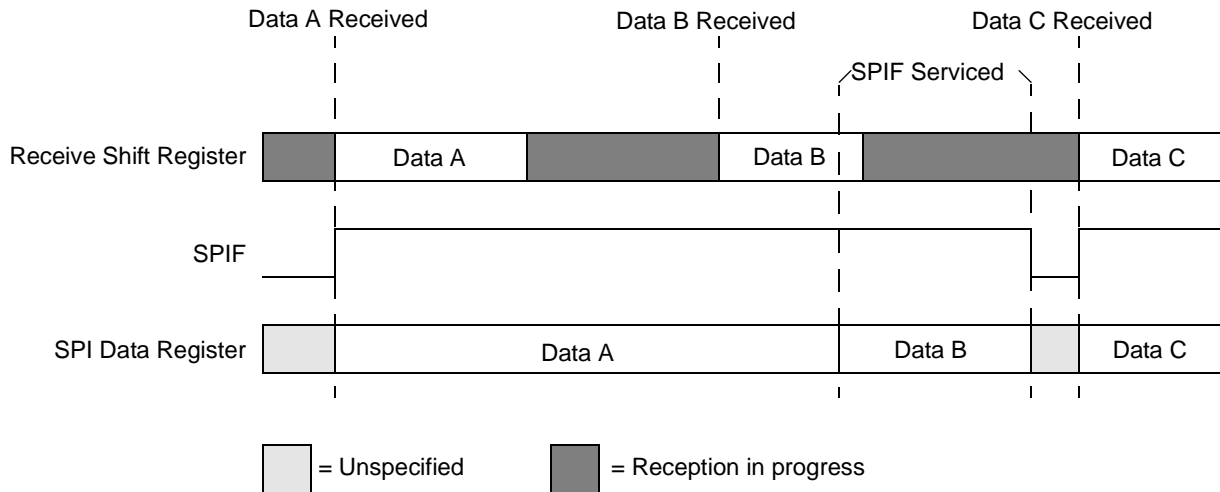 Data A Received
Data B Received
Data C Received
SPIF Serviced
Receive Shift Register
Data A
Data B
Data C
SPIF
SPI Data Register
Data A
Data B
Data C
= Unspecified
= Reception in progress